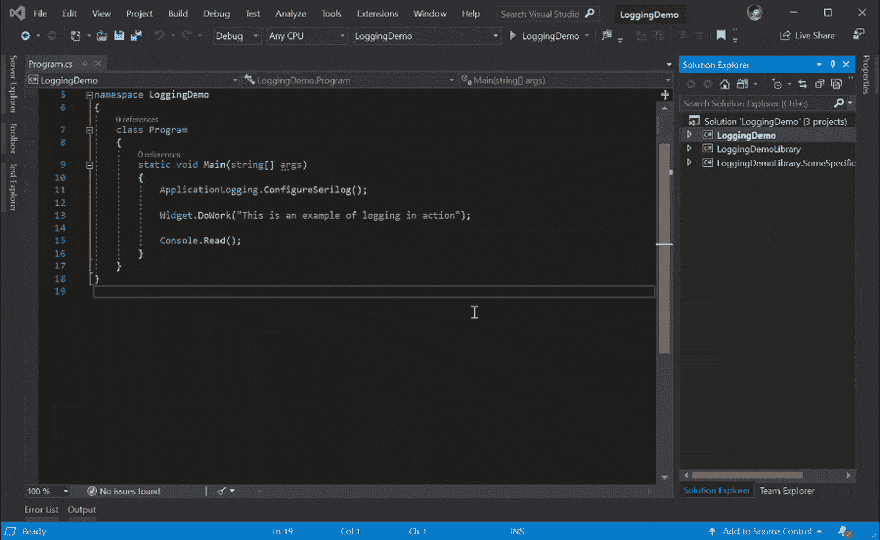 File Edit View Project Build Debug Test Analyze Tools Extensions Window Help Search Visual Studio LoggingDemo
Debug Any CPU LoggingDemo LoggingDemo Live Share
Server Explorer
Toolbox
Test Explorer
Program.cs
LoggingDemo LoggingDemo.Program Main(string[] args)
5 namespace LoggingDemo
6 {
0 references
7 class Program
8 {
0 references
9 static void Main(string[] args)
10 {
11 ApplicationLogging.ConfigureSerilog();
12
13 Widget.DoWork("This is an example of logging in action");
14
15 Console.Read();
16 }
17 }
18 }
19
100 % No issues found
Solution Explorer
Search Solution Explorer (Ctrl+;)
Solution 'LoggingDemo' (3 projects)
LoggingDemo
LoggingDemoLibrary
LoggingDemoLibrary.SomeSpecific
Solution Explorer Team Explorer
Properties
Error List Output
Ready Ln 19 Col 1 Ch 1 INS Add to Source Control